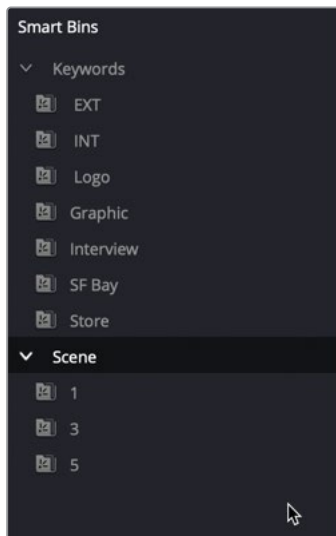 Smart Bins
Keywords
EXT
INT
Logo
Graphic
Interview
SF Bay
Store
Scene
1
3
5